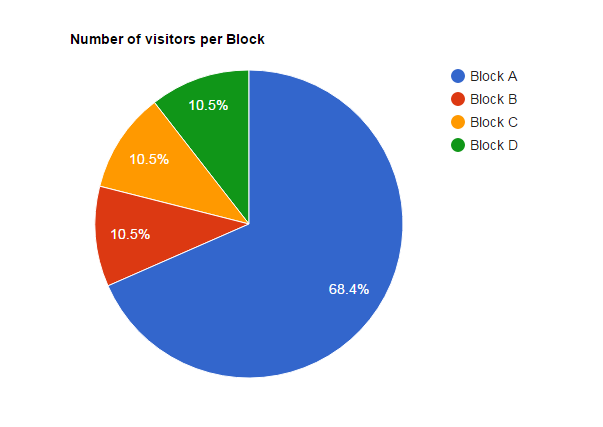 Number of visitors per Block
Block A
Block B
Block C
Block D
10.5%
10.5%
10.5%
68.4%